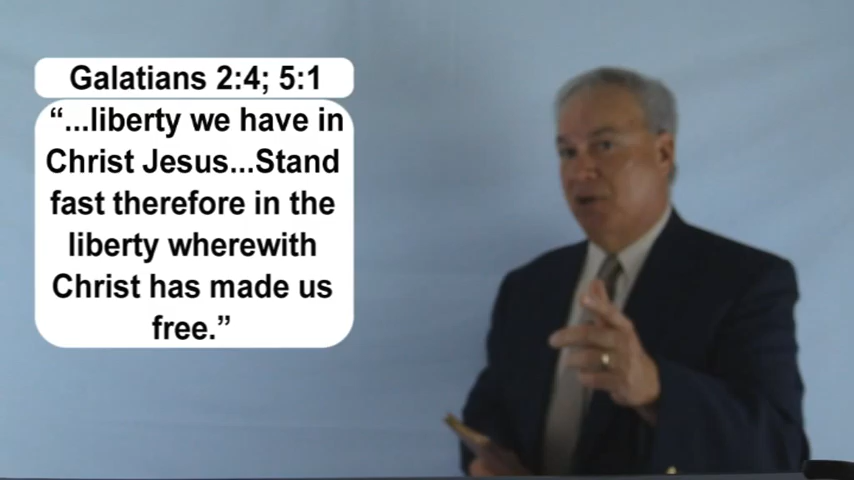 Galatians 2:4; 5:1
“...liberty we have in
Christ Jesus...Stand
fast therefore in the
liberty wherewith
Christ has made us
free.”